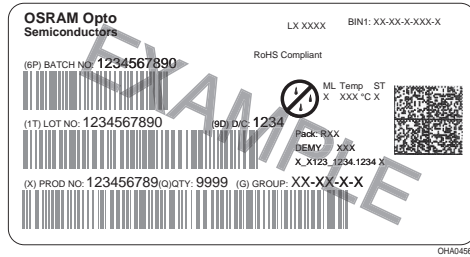 OSRAM Opto
Semiconductors
LX XXXX
BIN1: XX-XX-X-XXX-X
RoHS Compliant
(6P) BATCH NO: 1234567890
ML Temp ST
X XXX °C X
(1T) LOT NO: 1234567890
(9D) D/C: 1234
Pack: RXX
DEMY XXX
X_X123_1234.1234 X
(X) PROD NO: 123456789(Q)QTY: 9999 (G) GROUP: XX-XX-X-X
EXAMPLE
OHA0456